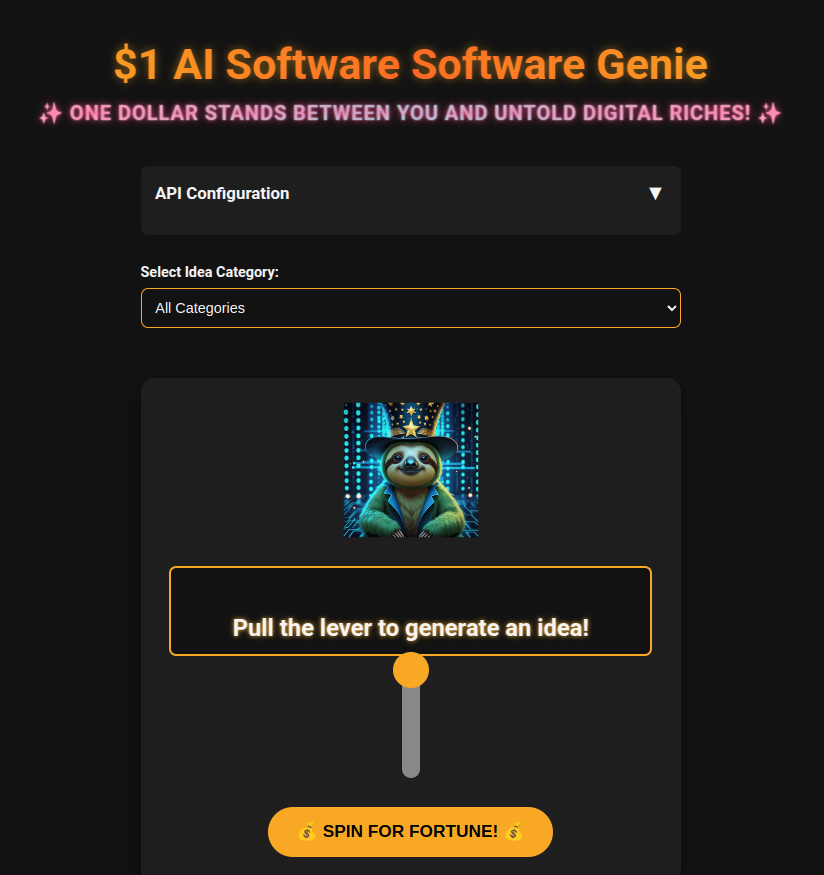 $1 AI Software Software Genie
✨ ONE DOLLAR STANDS BETWEEN YOU AND UNTOLD DIGITAL RICHES! ✨
API Configuration ▼
Select Idea Category:
All Categories
Pull the lever to generate an idea!
💰 SPIN FOR FORTUNE! 💰